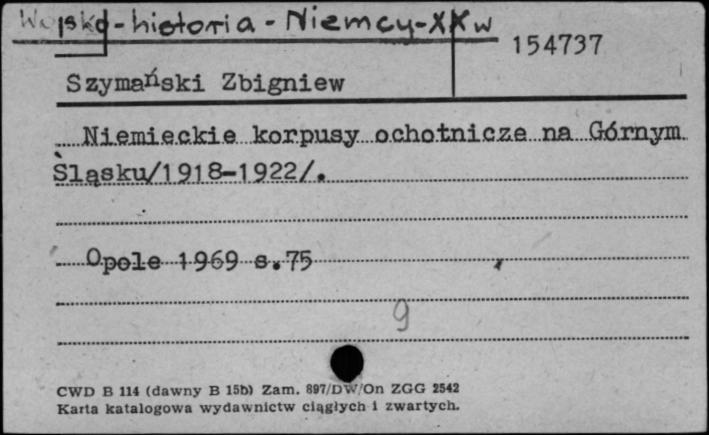 Wojsko-historia-Niemcy-XX w
154737
Szymański Zbigniew
Niemieckie korpusy ochotnicze na Górnym
Śląsku/1918-1922/.
Opole 1969 s.75
9
CWD B 114 (dawny B 15b) Zam. 897/DW/On ZGG 2542
Karta katalogowa wydawnictw ciągłych i zwartych.